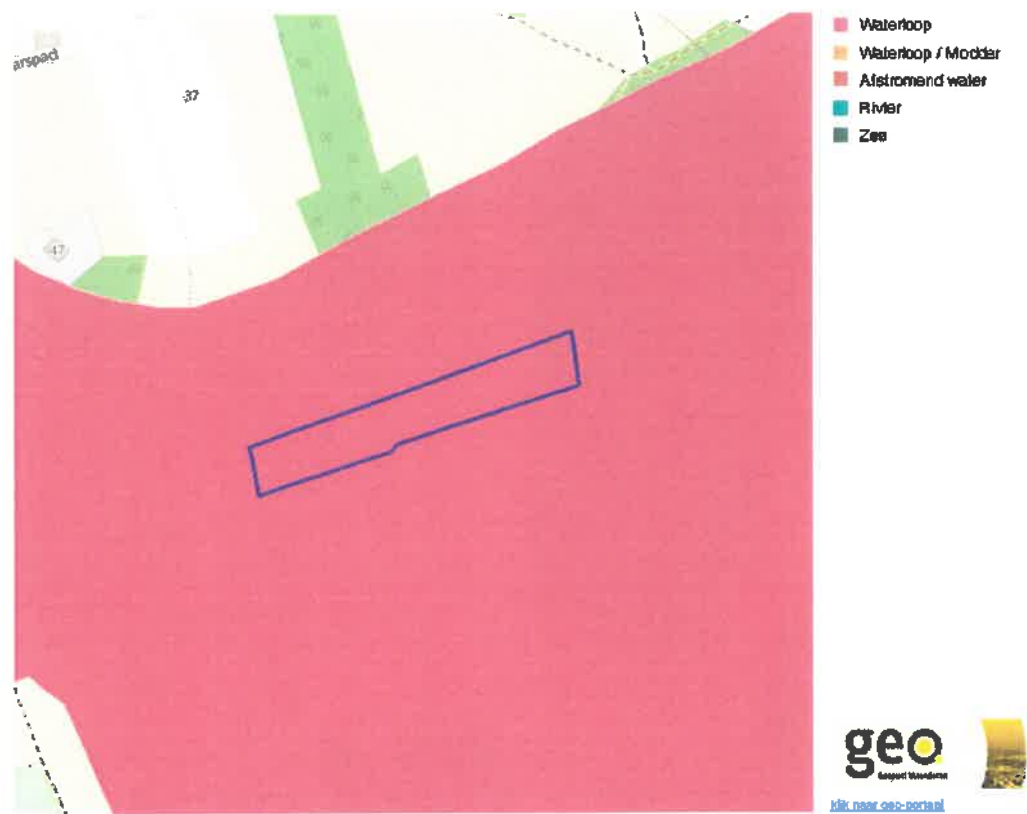 arspad
37
47
Waterloop
Waterloop / Modder
Afstromend water
Rivier
Zee
geo
klik naar geo-portaal